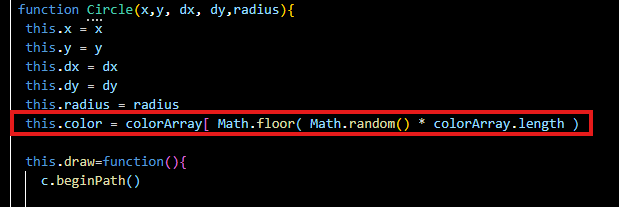 function Circle(x,y, dx, dy,radius){
this.x = x
this.y = y
this.dx = dx
this.dy = dy
this.radius = radius
this.color = colorArray[ Math.floor( Math.random() * colorArray.length )
this.draw=function(){
c.beginPath()